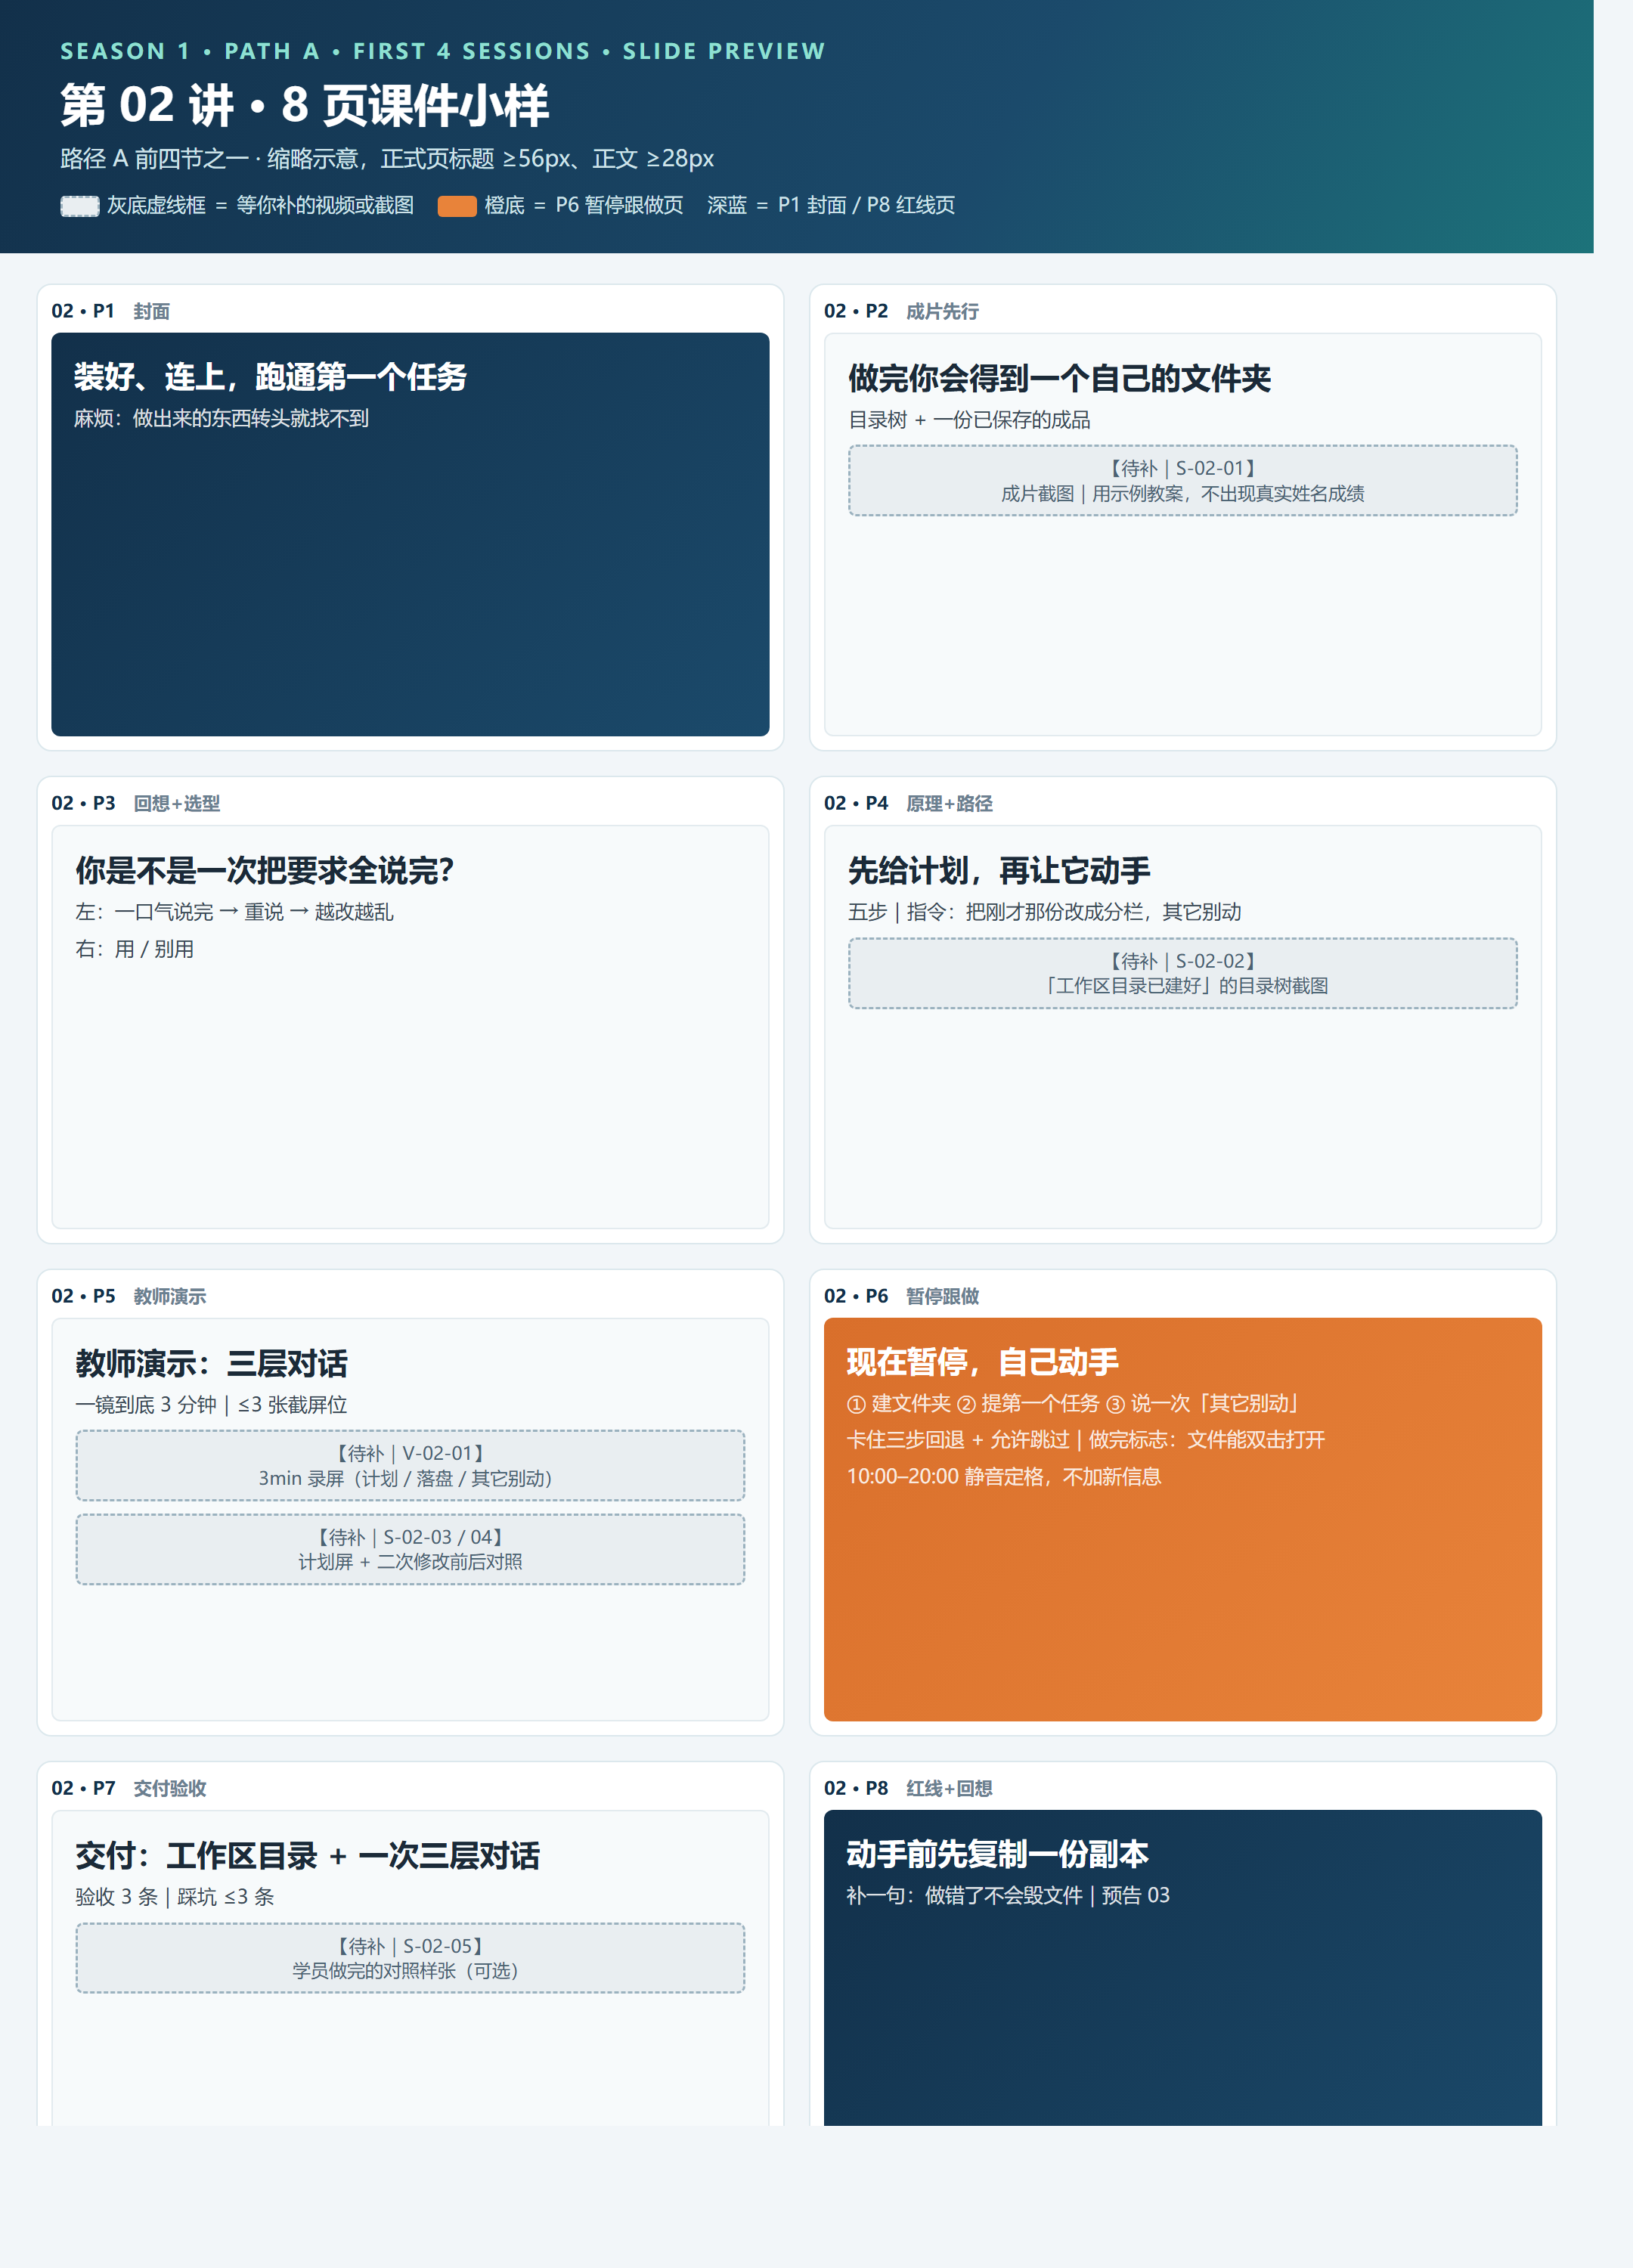 SEASON 1 • PATH A • FIRST 4 SESSIONS • SLIDE PREVIEW
第 02 讲 • 8 页课件小样
路径 A 前四节之一 · 缩略示意，正式页标题 ≥56px、正文 ≥28px
灰底虚线框 = 等你补的视频或截图 橙底 = P6 暂停跟做页 深蓝 = P1 封面 / P8 红线页
02 • P1 封面
装好、连上，跑通第一个任务
麻烦：做出来的东西转头就找不到
02 • P2 成片先行
做完你会得到一个自己的文件夹
目录树 + 一份已保存的成品
【待补｜S-02-01】
成片截图｜用示例教案，不出现真实姓名成绩
02 • P3 回想+选型
你是不是一次把要求全说完？
左：一口气说完 → 重说 → 越改越乱
右：用 / 别用
02 • P4 原理+路径
先给计划，再让它动手
五步｜指令：把刚才那份改成分栏，其它别动
【待补｜S-02-02】
「工作区目录已建好」的目录树截图
02 • P5 教师演示
教师演示：三层对话
一镜到底 3 分钟｜≤3 张截屏位
【待补｜V-02-01】
3min 录屏（计划 / 落盘 / 其它别动）
【待补｜S-02-03 / 04】
计划屏 + 二次修改前后对照
02 • P6 暂停跟做
现在暂停，自己动手
① 建文件夹 ② 提第一个任务 ③ 说一次「其它别动」
卡住三步回退 + 允许跳过｜做完标志：文件能双击打开
10:00–20:00 静音定格，不加新信息
02 • P7 交付验收
交付：工作区目录 + 一次三层对话
验收 3 条｜踩坑 ≤3 条
【待补｜S-02-05】
学员做完的对照样张（可选）
02 • P8 红线+回想
动手前先复制一份副本
补一句：做错了不会毁文件｜预告 03